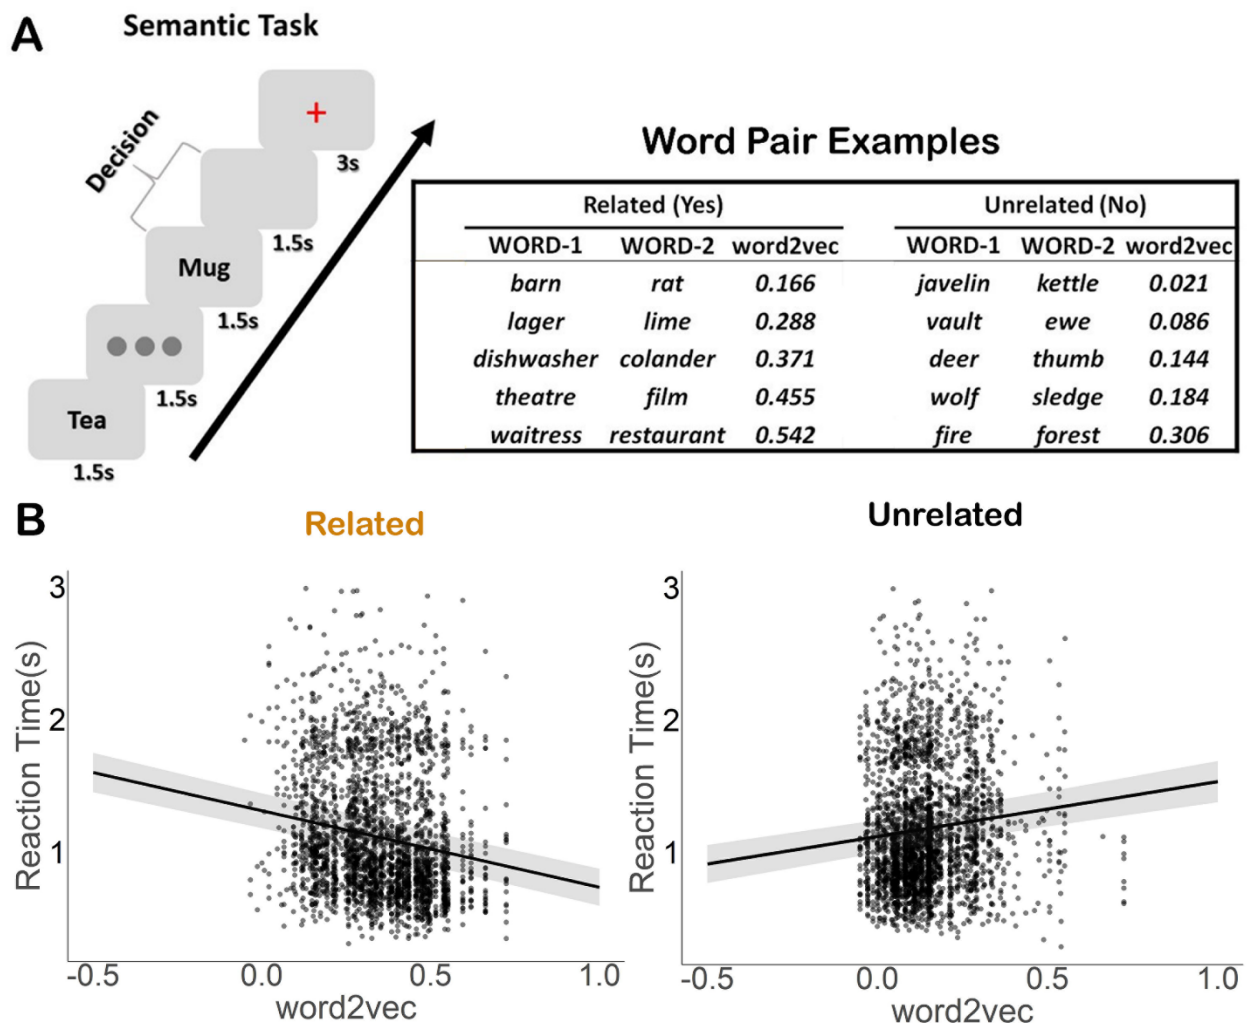 A
Semantic Task
Decision
+
3s
1.5s
Mug
1.5s
1.5s
Tea
1.5s
Word Pair Examples
Related (Yes) Unrelated (No)
WORD-1 WORD-2 word2vec WORD-1 WORD-2 word2vec
barn rat 0.166 javelin kettle 0.021
lager lime 0.288 vault ewe 0.086
dishwasher colander 0.371 deer thumb 0.144
theatre film 0.455 wolf sledge 0.184
waitress restaurant 0.542 fire forest 0.306
B
Related
Reaction Time(s)
3
2
1
-0.5 0.0 0.5 1.0
word2vec
Unrelated
Reaction Time(s)
3
2
1
-0.5 0.0 0.5 1.0
word2vec